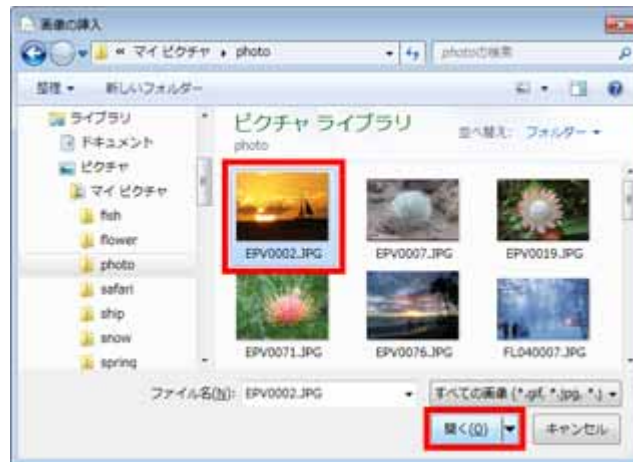 画像の挿入
« マイ ピクチャ ▸ photo
photoの検索
整理 ▾ 新しいフォルダー
ライブラリ
ドキュメント
ピクチャ
マイ ピクチャ
fish
flower
photo
safari
ship
snow
spring
ピクチャ ライブラリ
photo
並べ替え: フォルダー ▾
EPV0002.JPG
EPV0007.JPG
EPV0019.JPG
EPV0071.JPG
EPV0076.JPG
FL040007.JPG
ファイル名(N): EPV0002.JPG
すべての画像 (*.gif, *.jpg, *.j
開く(O)
キャンセル